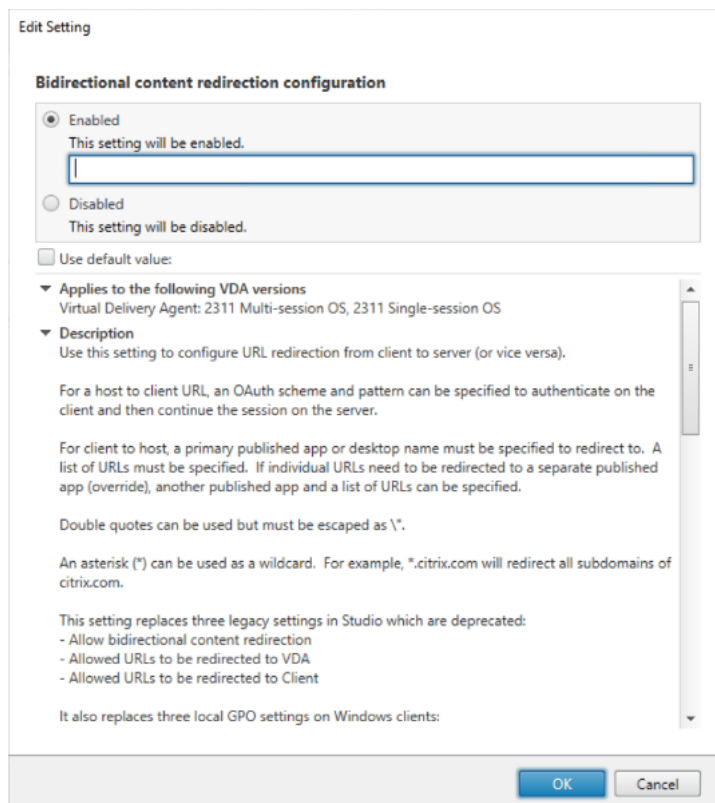 Edit Setting
Bidirectional content redirection configuration
Enabled
This setting will be enabled.
Disabled
This setting will be disabled.
Use default value:
Applies to the following VDA versions
Virtual Delivery Agent: 2311 Multi-session OS, 2311 Single-session OS
Description
Use this setting to configure URL redirection from client to server (or vice versa).
For a host to client URL, an OAuth scheme and pattern can be specified to authenticate on the
client and then continue the session on the server.
For client to host, a primary published app or desktop name must be specified to redirect to. A
list of URLs must be specified. If individual URLs need to be redirected to a separate published
app (override), another published app and a list of URLs can be specified.
Double quotes can be used but must be escaped as \".
An asterisk (*) can be used as a wildcard. For example, *.citrix.com will redirect all subdomains of
citrix.com.
This setting replaces three legacy settings in Studio which are deprecated:
- Allow bidirectional content redirection
- Allowed URLs to be redirected to VDA
- Allowed URLs to be redirected to Client
It also replaces three local GPO settings on Windows clients:
OK
Cancel